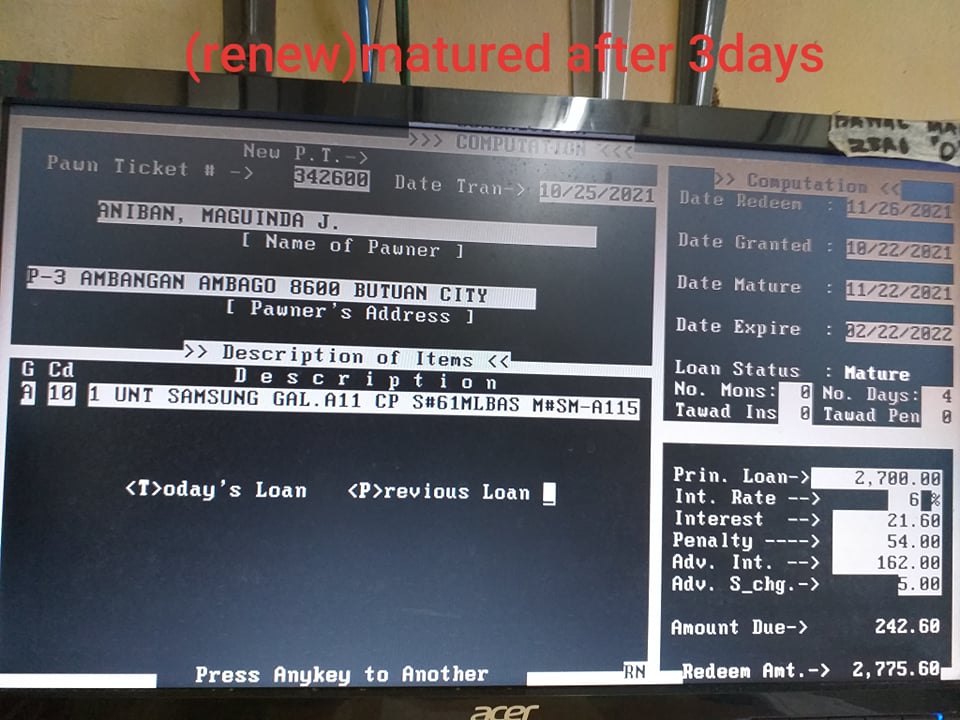 (renew)matured after 3days
>>> COMPUTATION <<<
New P.T.->
Pawn Ticket # -> 342600 Date Tran-> 10/25/2021
ANIBAN, MAGUINDA J.
[ Name of Pawner ]
P-3 AMBANGAN AMBAGO 8600 BUTUAN CITY
[ Pawner's Address ]
>> Description of Items <<
G Cd D e s c r i p t i o n
A 10 1 UNT SAMSUNG GAL.A11 CP S#61MLBAS M#SM-A115
<T>oday's Loan <P>revious Loan _
Press Anykey to Another RN
>> Computation <<
Date Redeem : 11/26/2021
Date Granted : 10/22/2021
Date Mature : 11/22/2021
Date Expire : 02/22/2022
Loan Status : Mature
No. Mons: 0 No. Days: 4
Tawad Ins 0 Tawad Pen 0
Prin. Loan-> 2,700.00
Int. Rate --> 6 %
Interest --> 21.60
Penalty ----> 54.00
Adv. Int. --> 162.00
Adv. S_chg.-> 5.00
Amount Due-> 242.60
Redeem Amt.-> 2,775.60
acer